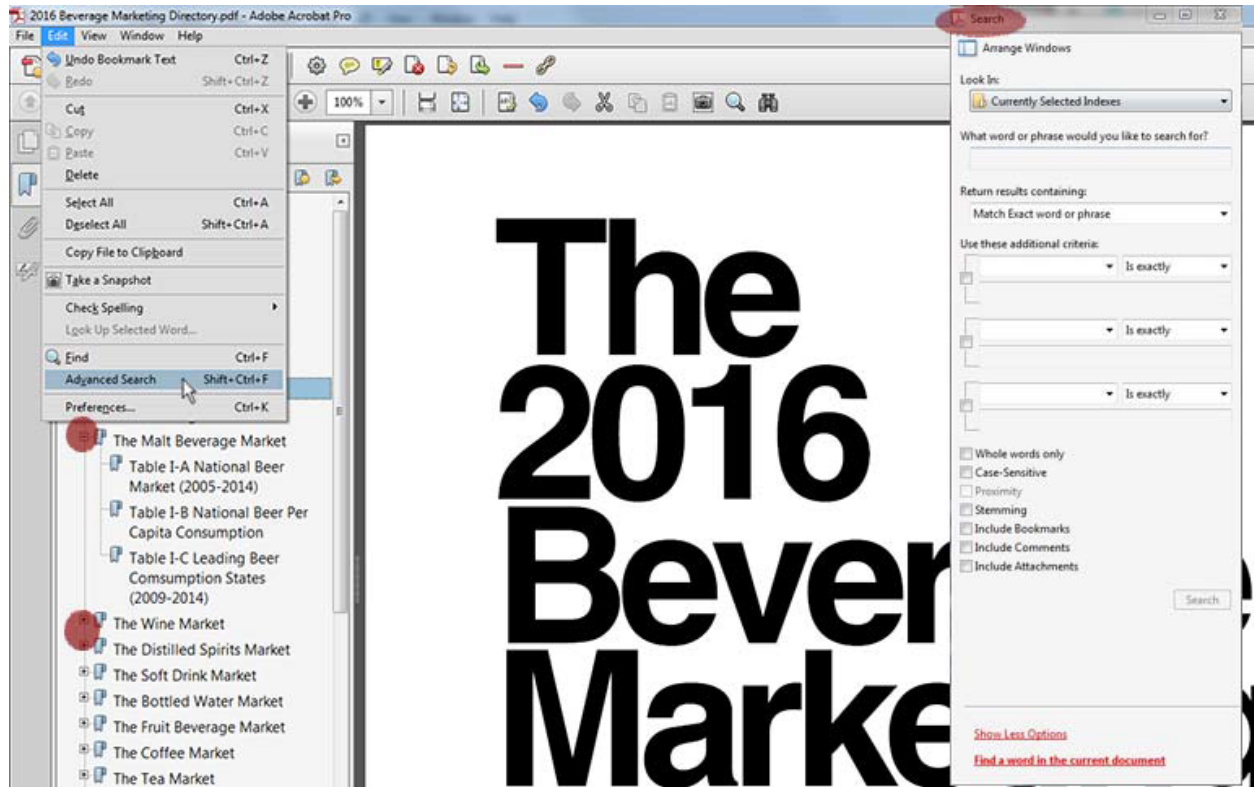 2016 Beverage Marketing Directory.pdf - Adobe Acrobat Pro
File Edit View Window Help
Undo Bookmark Text Ctrl+Z
Redo Shift+Ctrl+Z
Cut Ctrl+X
Copy Ctrl+C
Paste Ctrl+V
Delete
Select All Ctrl+A
Deselect All Shift+Ctrl+A
Copy File to Clipboard
Take a Snapshot
Check Spelling
Look Up Selected Word...
Find Ctrl+F
Advanced Search Shift+Ctrl+F
Preferences... Ctrl+K
100%
The Malt Beverage Market
Table I-A National Beer
Market (2005-2014)
Table I-B National Beer Per
Capita Consumption
Table I-C Leading Beer
Comsumption States
(2009-2014)
The Wine Market
The Distilled Spirits Market
The Soft Drink Market
The Bottled Water Market
The Fruit Beverage Market
The Coffee Market
The Tea Market
The
2016
Bever
Marke
Search
Arrange Windows
Look In:
Currently Selected Indexes
What word or phrase would you like to search for?
Return results containing:
Match Exact word or phrase
Use these additional criteria:
Is exactly
Is exactly
Is exactly
Whole words only
Case-Sensitive
Proximity
Stemming
Include Bookmarks
Include Comments
Include Attachments
Search
Show Less Options
Find a word in the current document